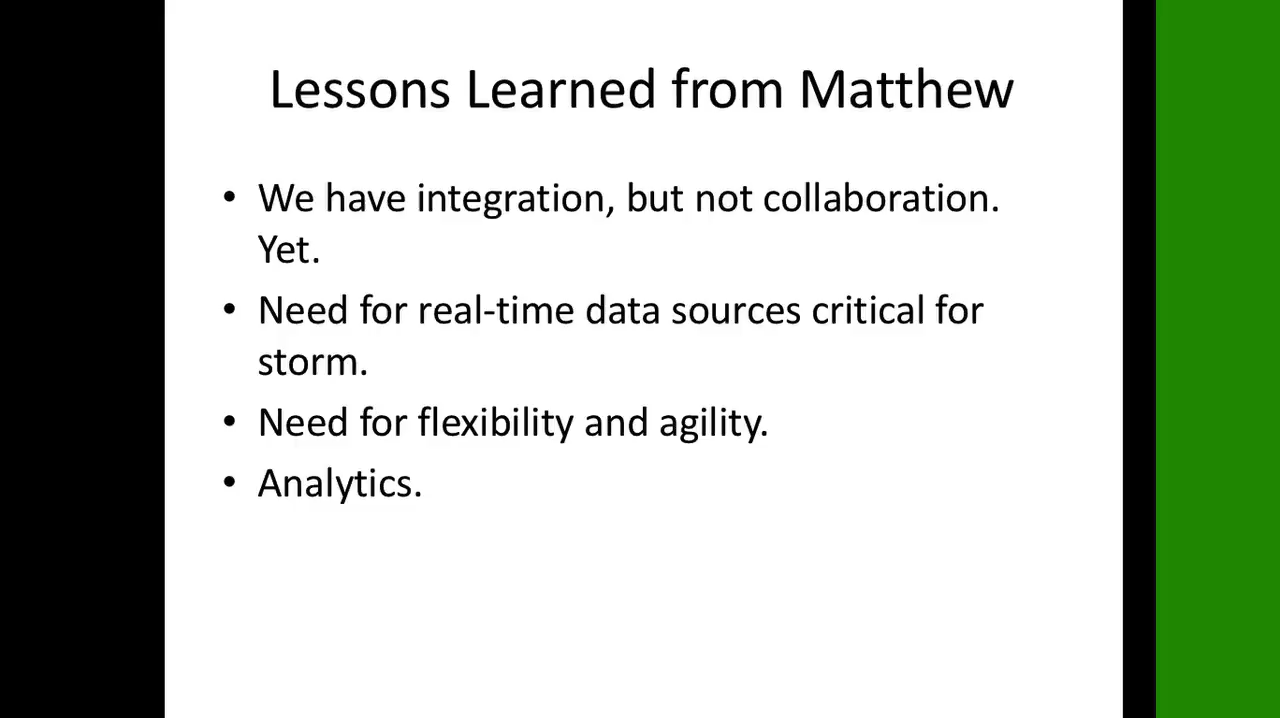 Lessons Learned from Matthew
• We have integration, but not collaboration.
Yet.
• Need for real-time data sources critical for
storm.
• Need for flexibility and agility.
• Analytics.